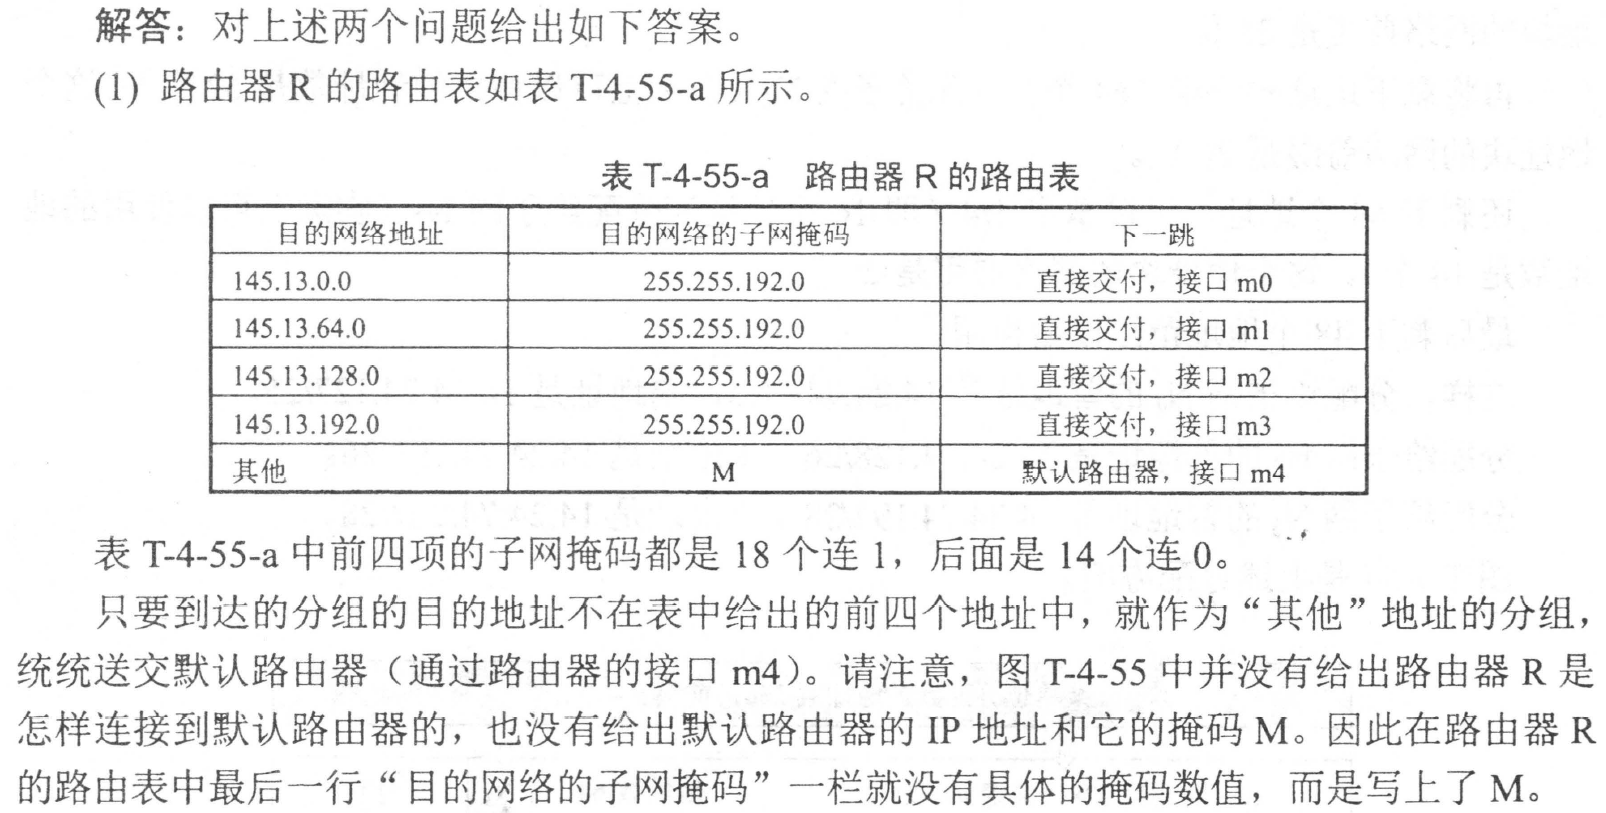 解答：对上述两个问题给出如下答案。
(1) 路由器 R 的路由表如表 T-4-55-a 所示。
表 T-4-55-a 路由器 R 的路由表
目的网络地址 目的网络的子网掩码 下一跳
145.13.0.0 255.255.192.0 直接交付，接口 m0
145.13.64.0 255.255.192.0 直接交付，接口 m1
145.13.128.0 255.255.192.0 直接交付，接口 m2
145.13.192.0 255.255.192.0 直接交付，接口 m3
其他 M 默认路由器，接口 m4
表 T-4-55-a 中前四项的子网掩码都是 18 个连 1，后面是 14 个连 0。
只要到达的分组的目的地址不在表中给出的前四个地址中，就作为“其他”地址的分组，
统统送交默认路由器（通过路由器的接口 m4）。请注意，图 T-4-55 中并没有给出路由器 R 是
怎样连接到默认路由器的，也没有给出默认路由器的 IP 地址和它的掩码 M。因此在路由器 R
的路由表中最后一行“目的网络的子网掩码”一栏就没有具体的掩码数值，而是写上了 M。